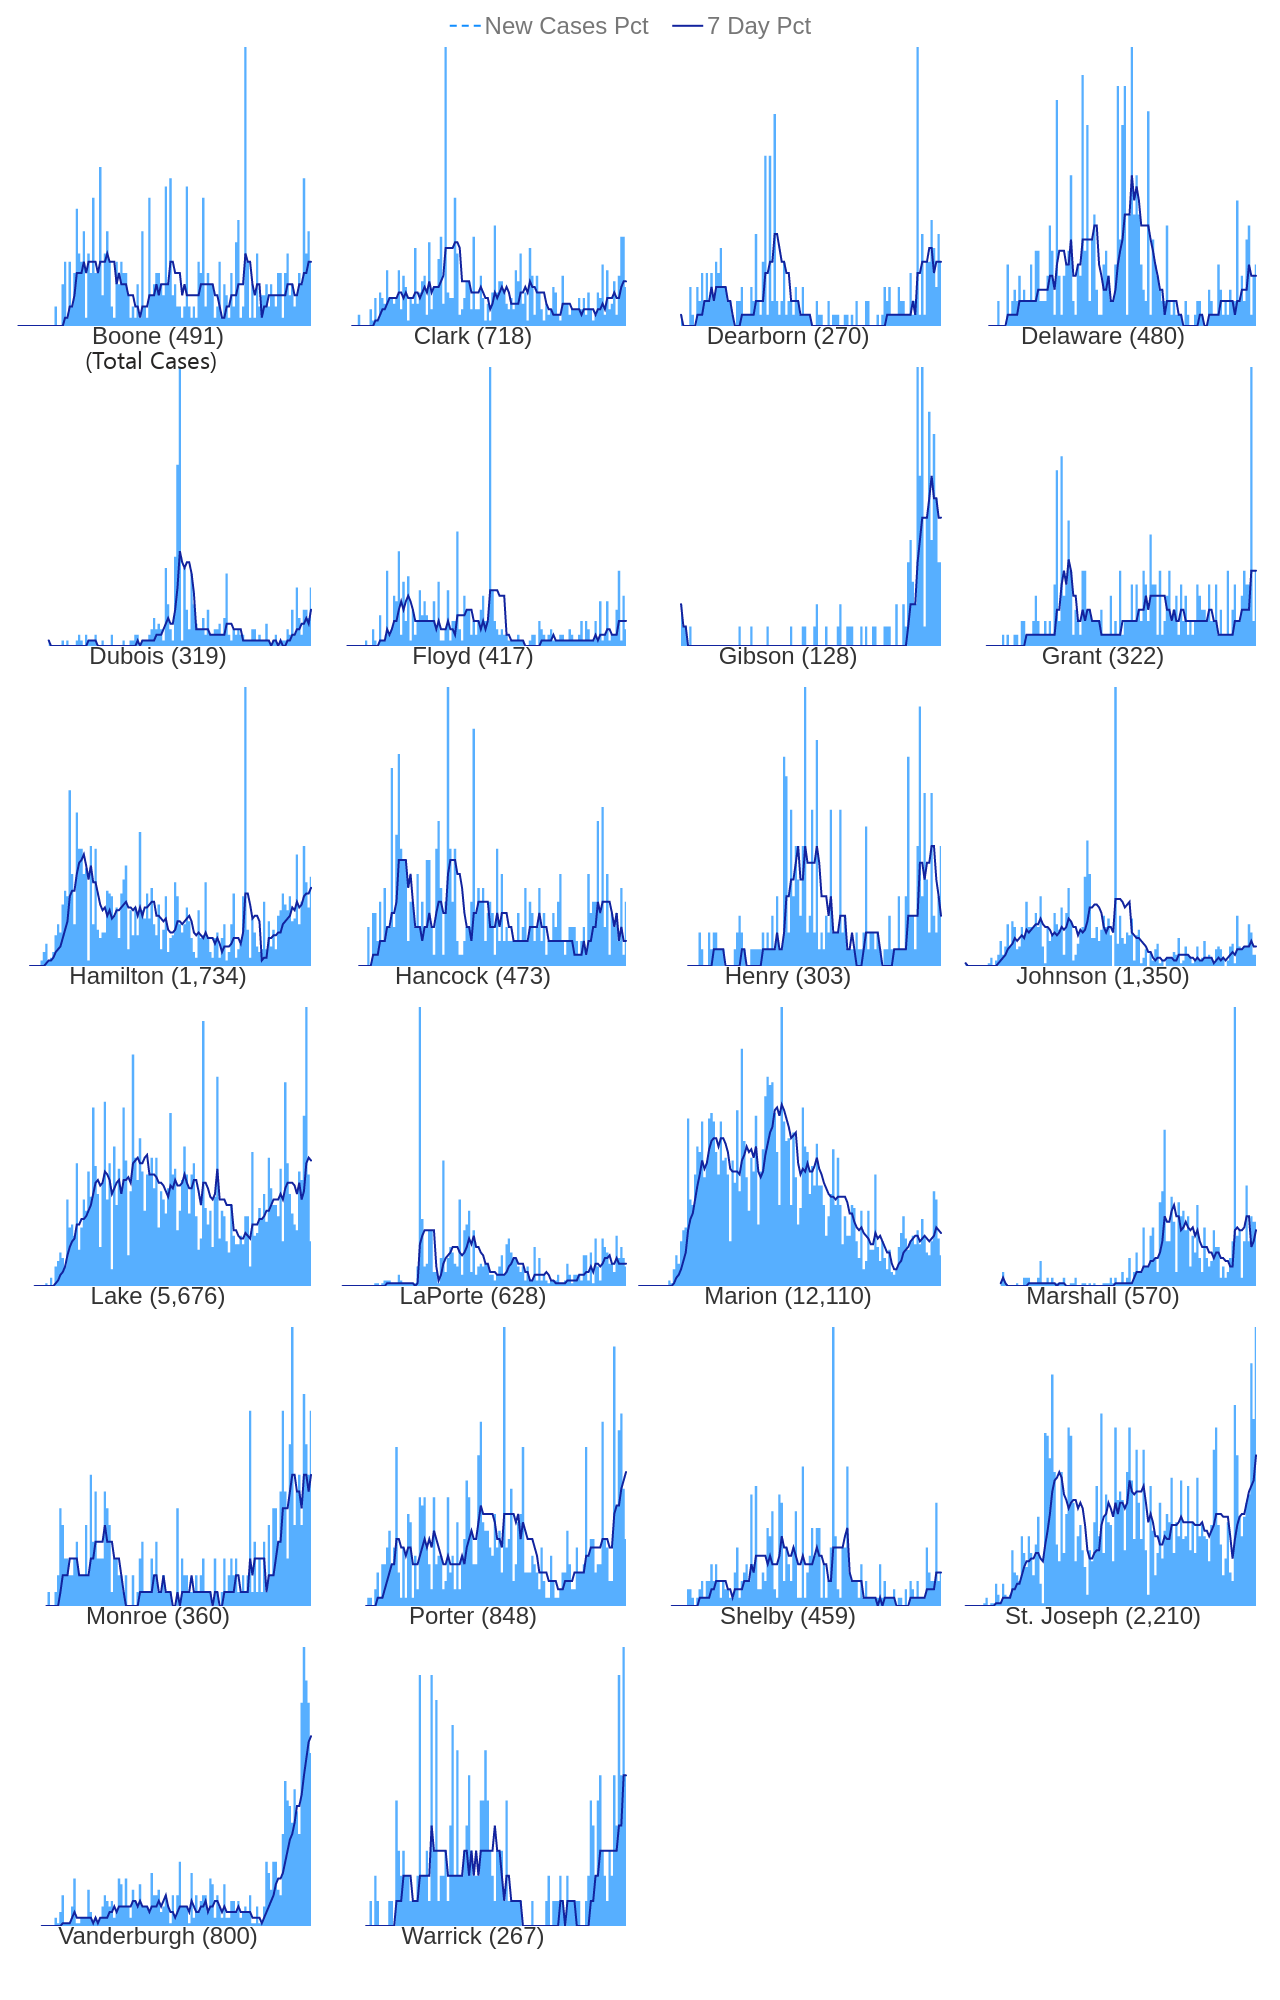 New Cases Pct 7 Day Pct
Boone (491) Clark (718) Dearborn (270) Delaware (480)
(Total Cases)
Dubois (319) Floyd (417) Gibson (128) Grant (322)
Hamilton (1,734) Hancock (473) Henry (303) Johnson (1,350)
Lake (5,676) LaPorte (628) Marion (12,110) Marshall (570)
Monroe (360) Porter (848) Shelby (459) St. Joseph (2,210)
Vanderburgh (800) Warrick (267)